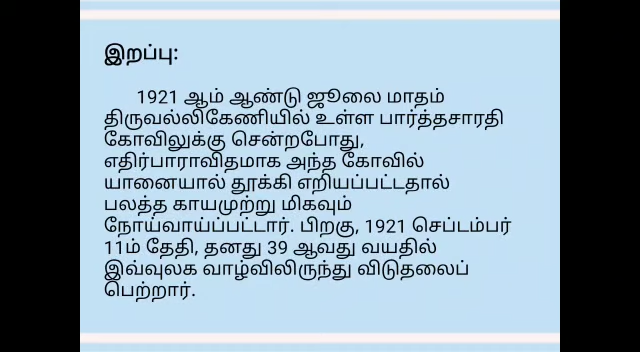 இறப்பு:
1921 ஆம் ஆண்டு ஜூலை மாதம்
திருவல்லிகேணியில் உள்ள பார்த்தசாரதி
கோவிலுக்கு சென்றபோது,
எதிர்பாராவிதமாக அந்த கோவில்
யானையால் தூக்கி எறியப்பட்டதால்
பலத்த காயமுற்று மிகவும்
நோய்வாய்ப்பட்டார். பிறகு, 1921 செப்டம்பர்
11ம் தேதி, தனது 39 ஆவது வயதில்
இவ்வுலக வாழ்விலிருந்து விடுதலைப்
பெற்றார்.